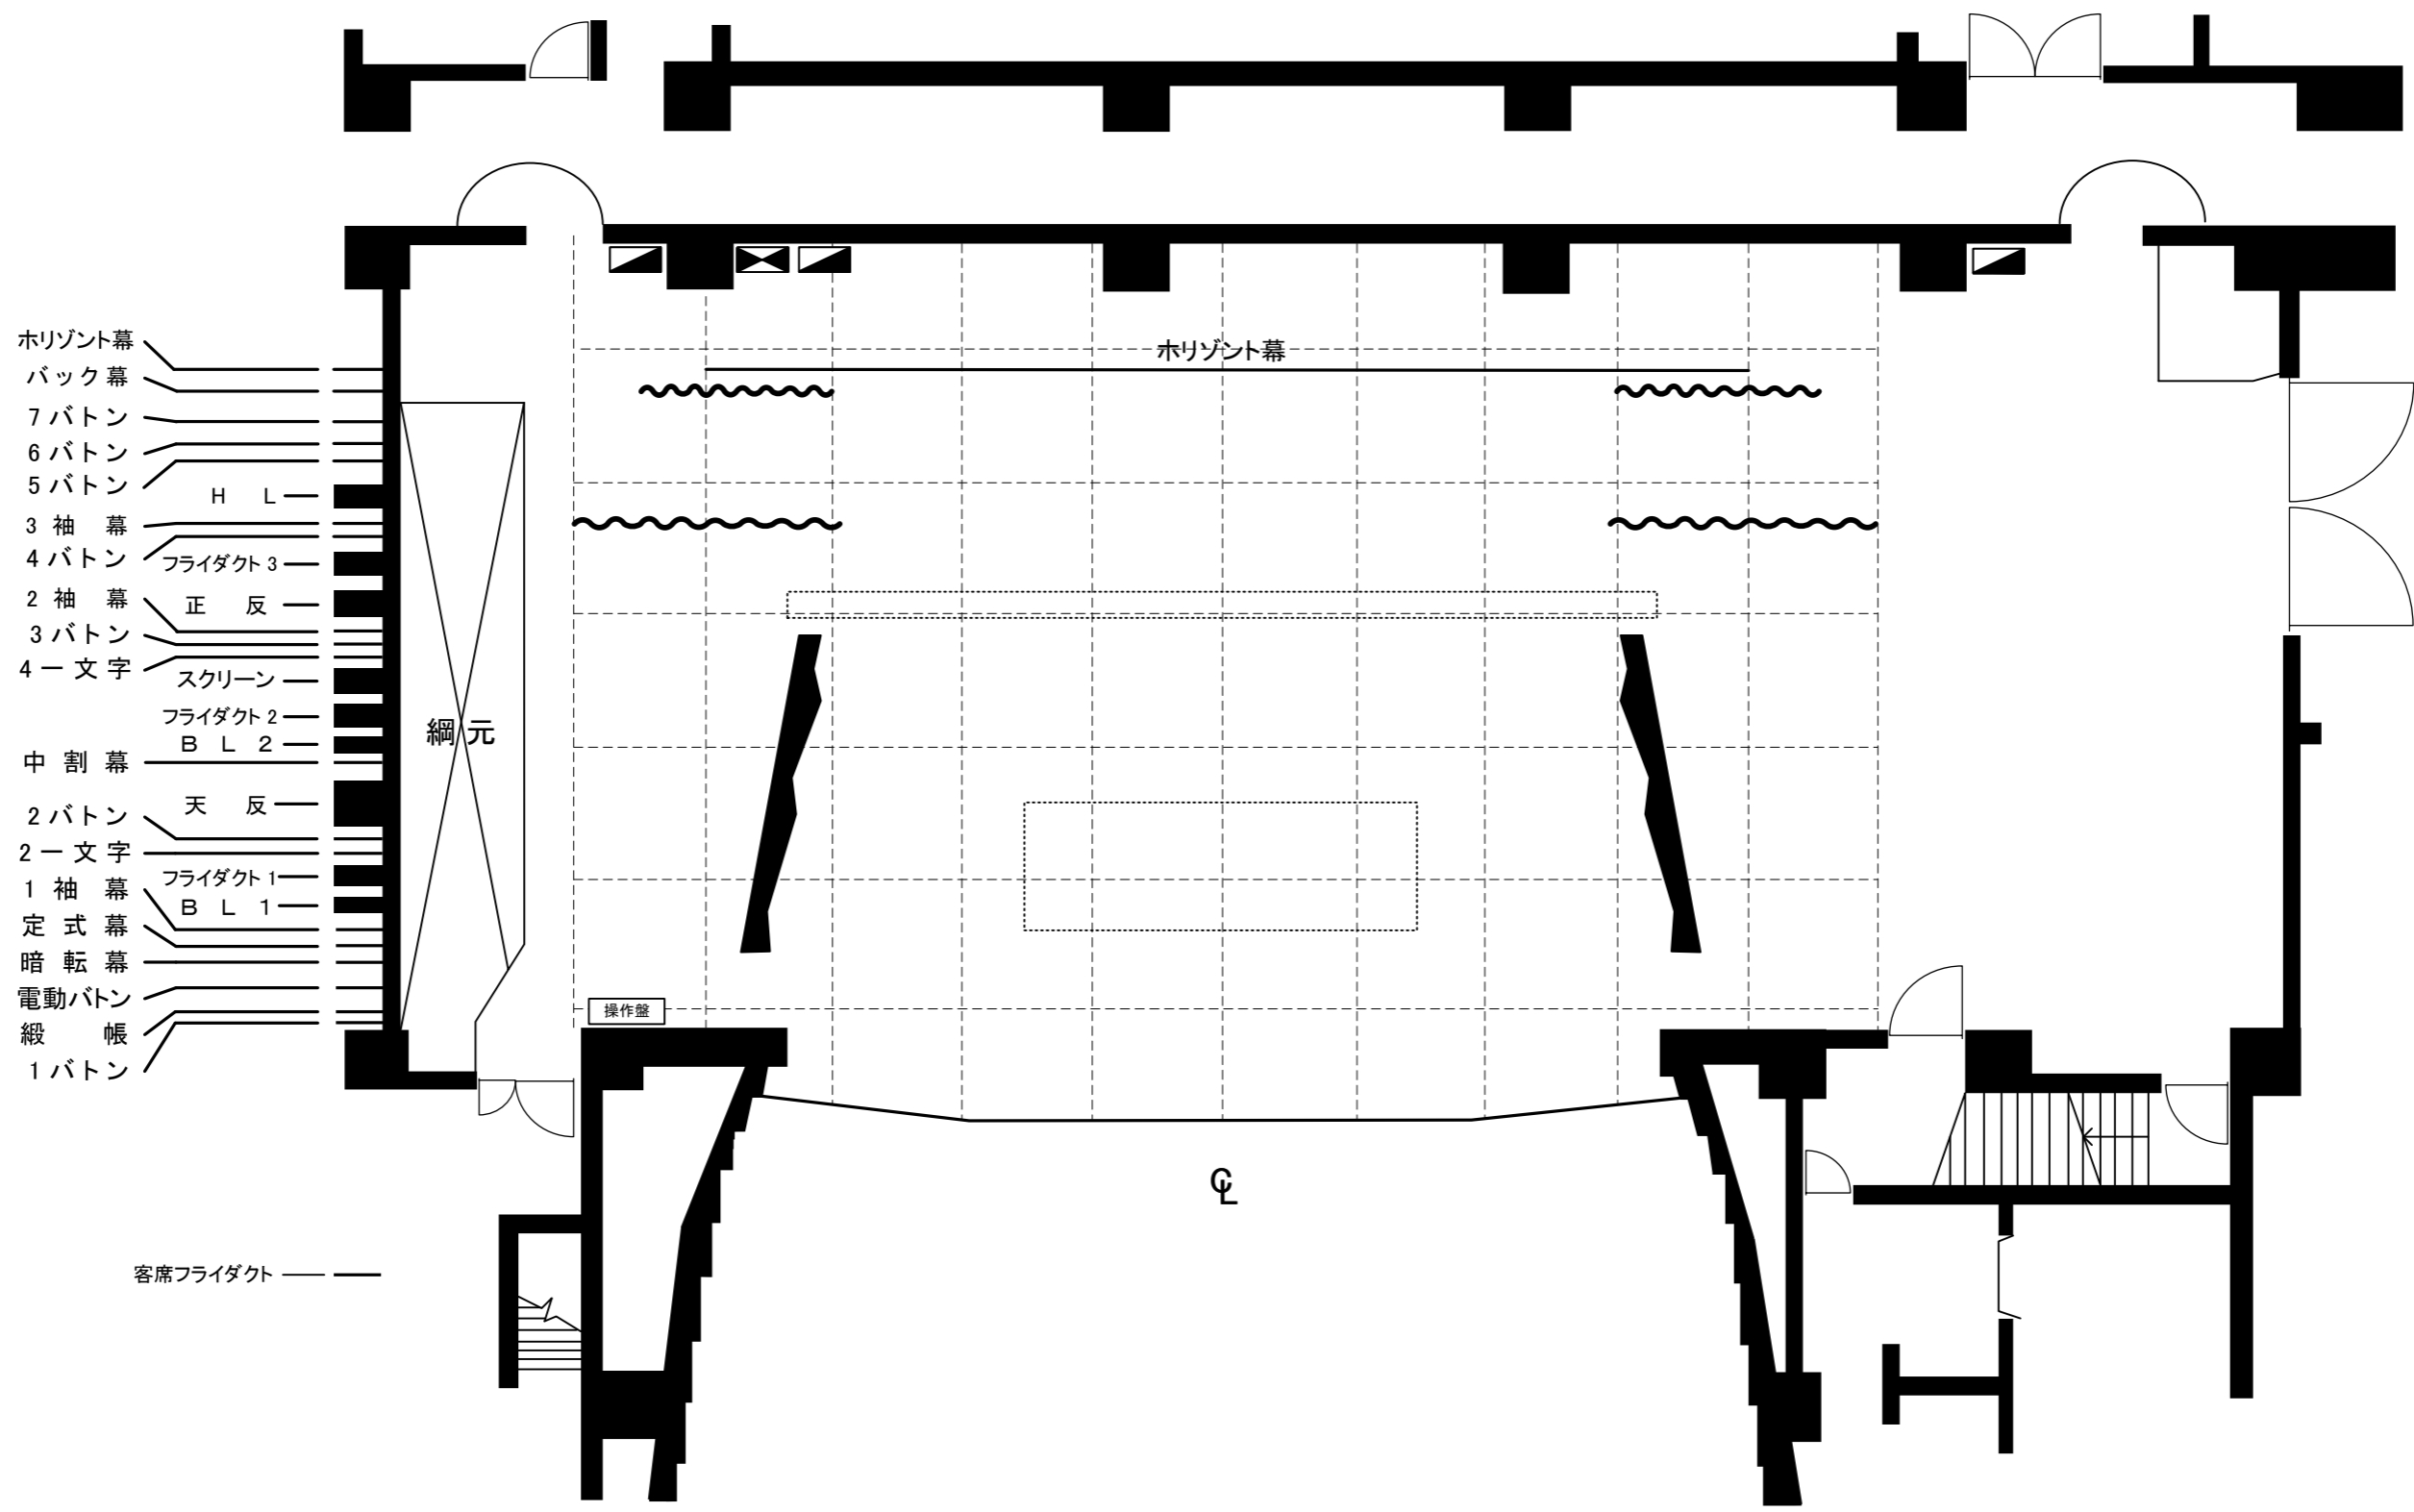 ホリゾント幕
ホリゾント幕
バック幕
7バトン
6バトン
5バトン
H L
3袖幕
4バトン
フライダクト3
2袖幕
正反
3バトン
4一文字
スクリーン
フライダクト2
綱元
BL2
中割幕
天反
2バトン
2一文字
フライダクト1
1袖幕
BL1
定式幕
暗転幕
電動バトン
操作盤
緞帳
1バトン
℄
客席フライダクト